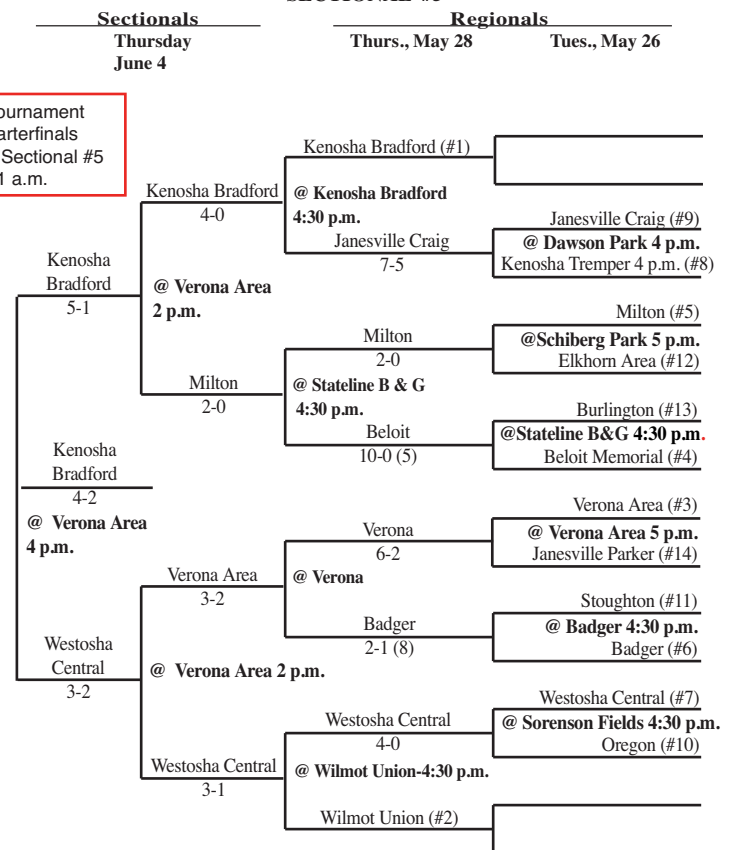 Sectionals
Regionals
Thursday
June 4
Thurs., May 28
Tues., May 26
Sectional #5
Kenosha Bradford (#1)
Kenosha Bradford
4-0
@ Kenosha Bradford
4:30 p.m.
Janesville Craig (#9)
@ Dawson Park 4 p.m.
Kenosha Tremper 4 p.m. (#8)
Janesville Craig
7-5
Kenosha
Bradford
5-1
@ Verona Area
2 p.m.
Milton (#5)
@Schiberg Park 5 p.m.
Elkhorn Area (#12)
Milton
2-0
Milton
2-0
@ Stateline B & G
4:30 p.m.
Burlington (#13)
@Stateline B&G 4:30 p.m.
Beloit Memorial (#4)
Beloit
10-0 (5)
Kenosha
Bradford
4-2
@ Verona Area
4 p.m.
Verona Area (#3)
@ Verona Area 5 p.m.
Janesville Parker (#14)
Verona
6-2
Verona Area
3-2
@ Verona
Stoughton (#11)
@ Badger 4:30 p.m.
Badger (#6)
Badger
2-1 (8)
Westosha
Central
3-2
@ Verona Area 2 p.m.
Westosha Central (#7)
@ Sorenson Fields 4:30 p.m.
Oregon (#10)
Westosha Central
4-0
Westosha Central
3-1
@ Wilmot Union-4:30 p.m.
Wilmot Union (#2)